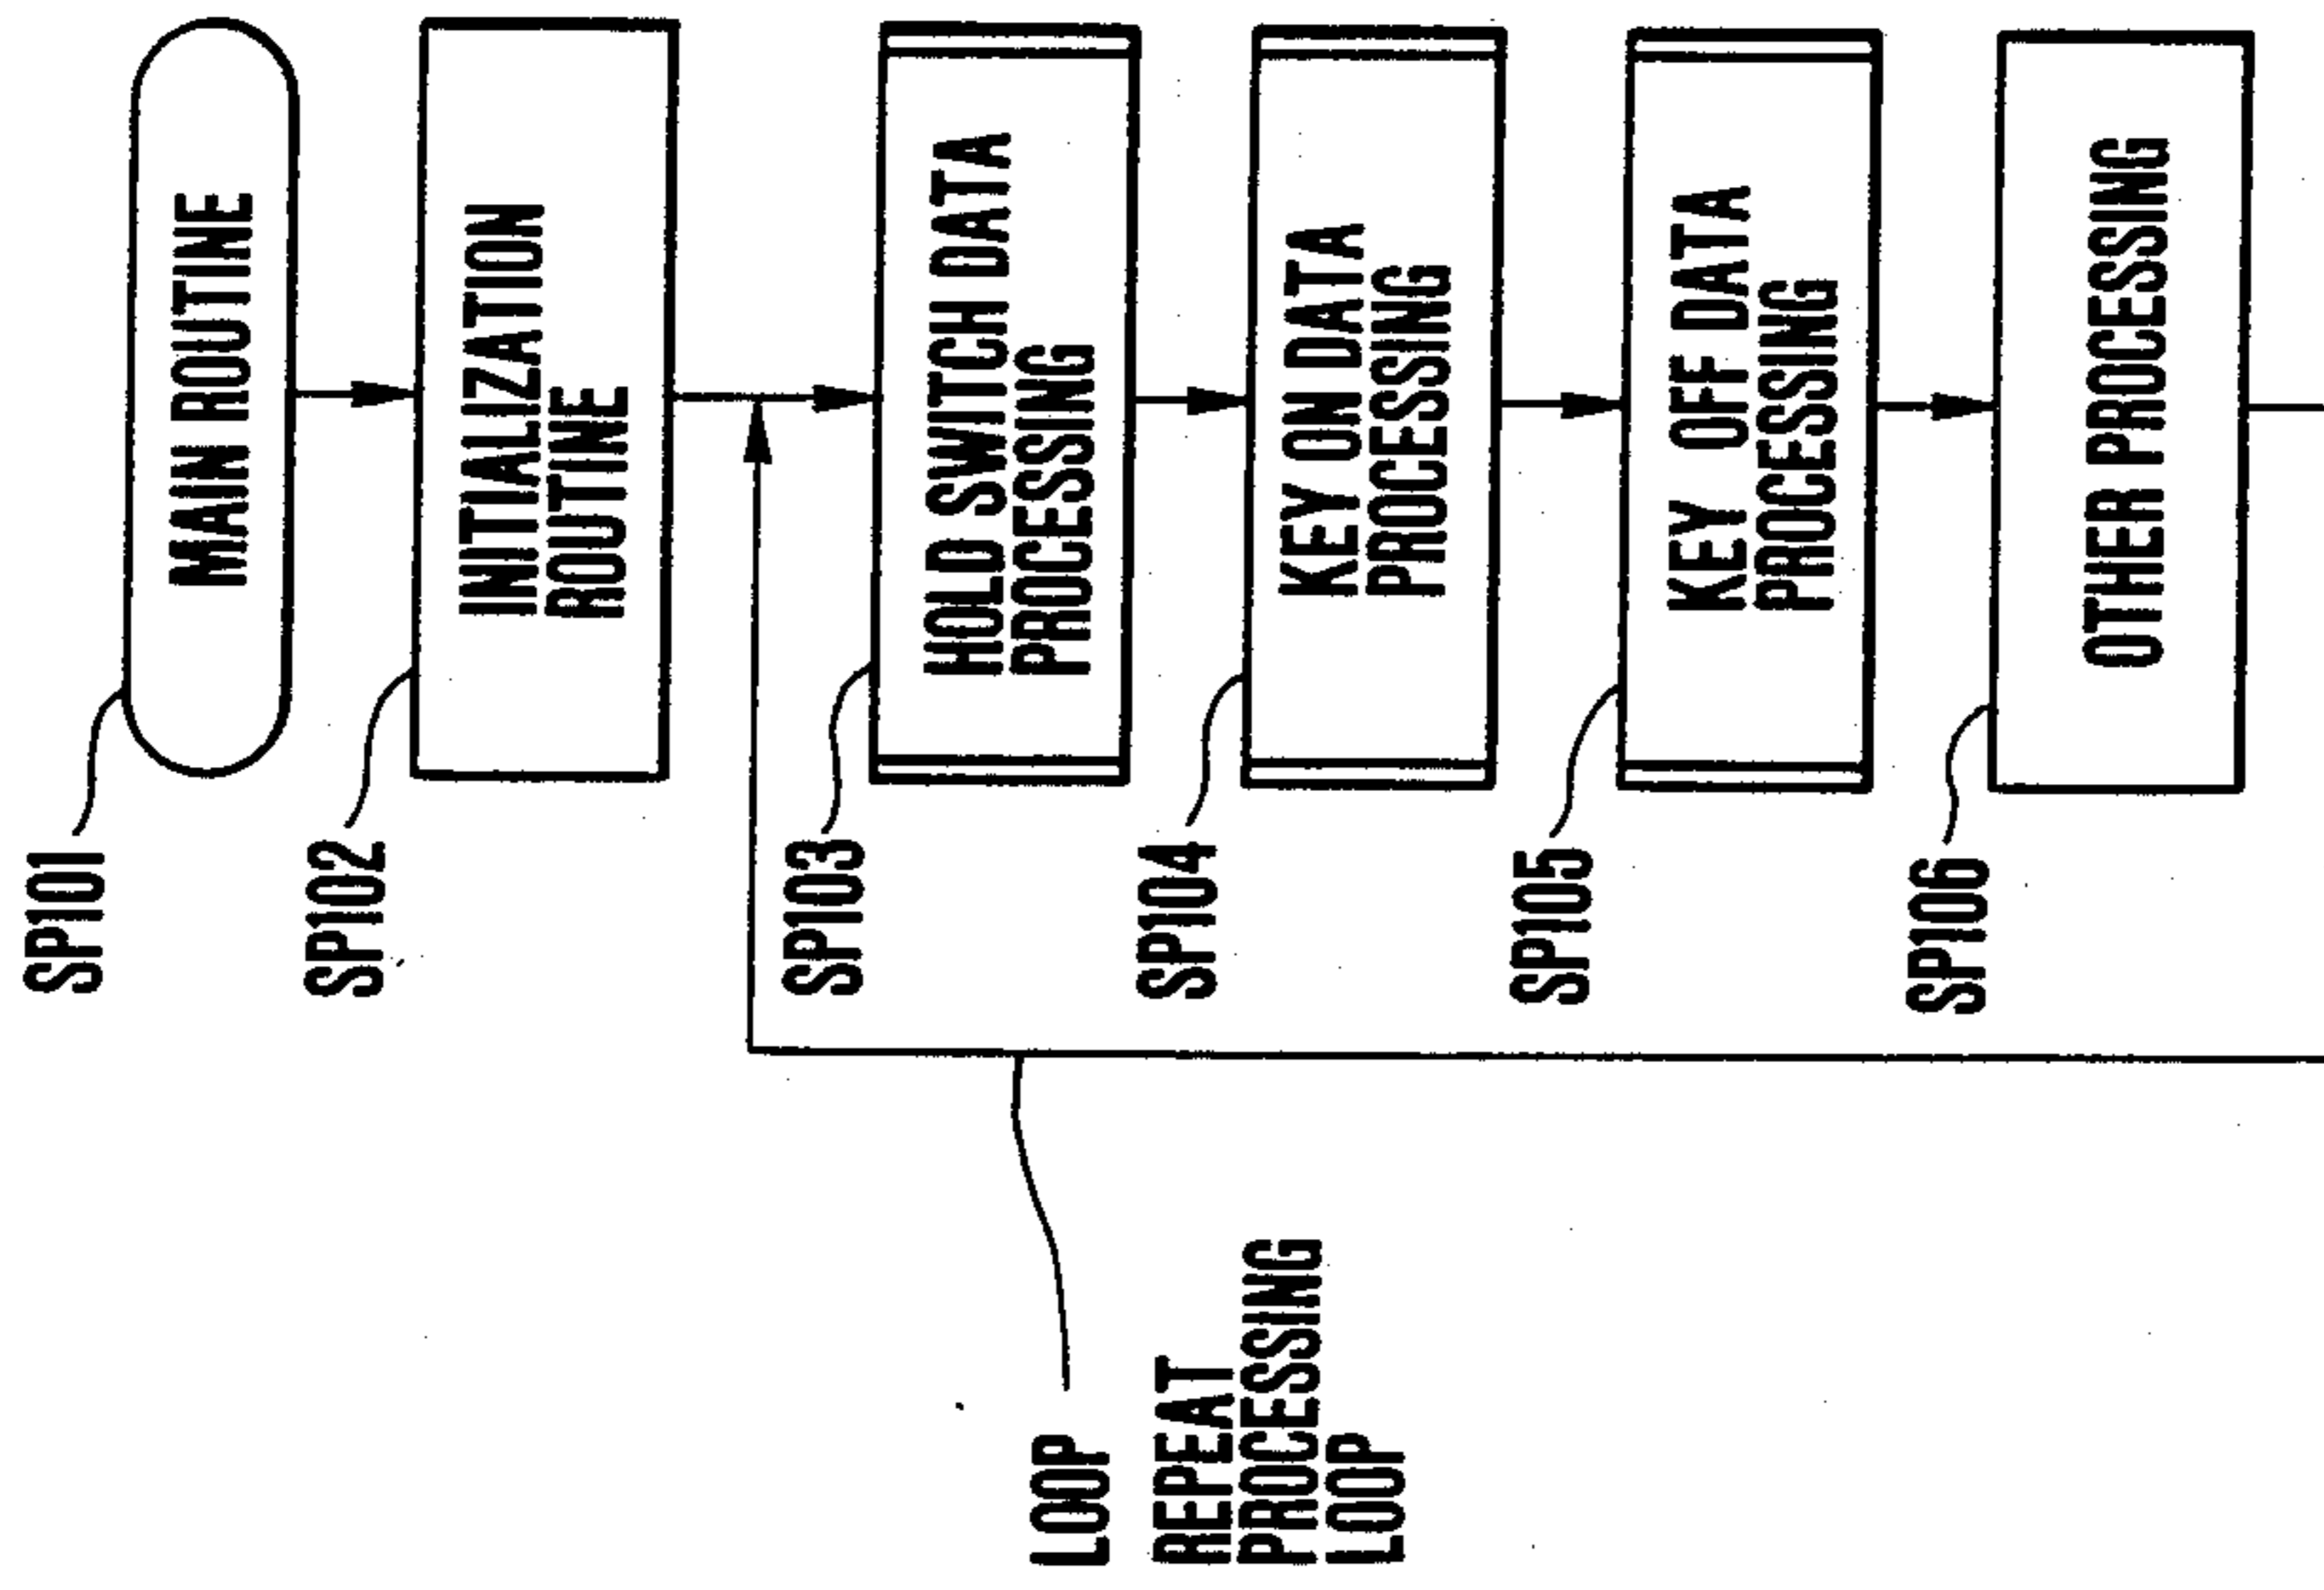 SP101
MAIN ROUTINE
SP102
INITIALIZATION
ROUTINE
SP103
HOLD SWITCH DATA
PROCESSING
SP104
KEY ON DATA
PROCESSING
SP105
KEY OFF DATA
PROCESSING
SP106
OTHER PROCESSING
LOOP
REPEAT
PROCESSING
LOOP